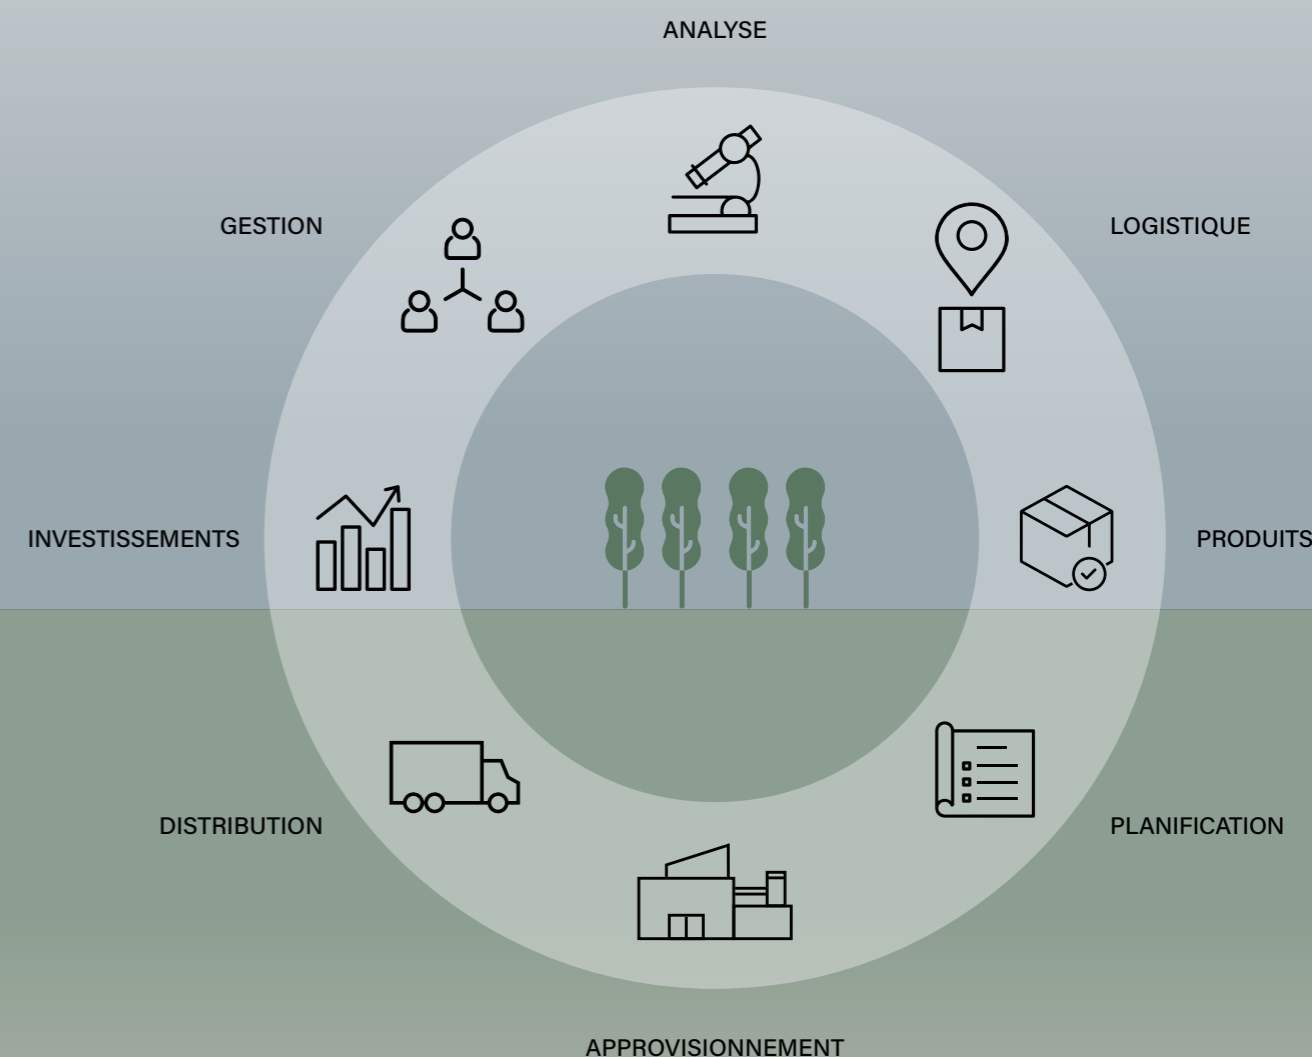 ANALYSE
GESTION
LOGISTIQUE
INVESTISSEMENTS
PRODUITS
DISTRIBUTION
PLANIFICATION
APPROVISIONNEMENT